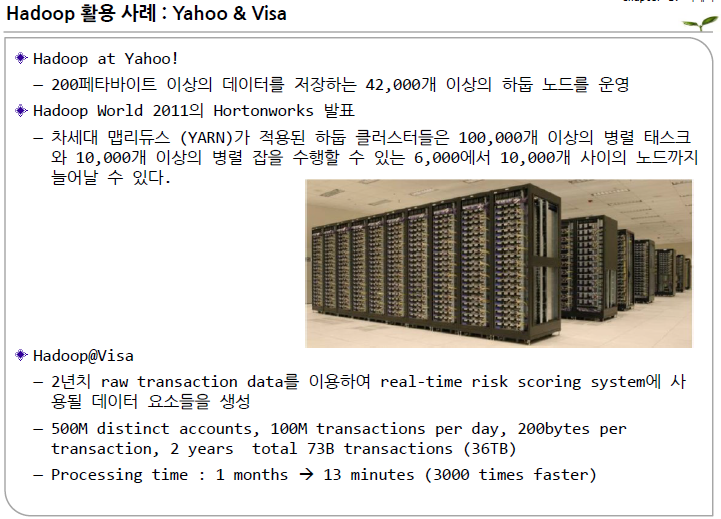 Hadoop 활용 사례 : Yahoo & Visa
Hadoop at Yahoo!
– 200페타바이트 이상의 데이터를 저장하는 42,000개 이상의 하둡 노드를 운영
Hadoop World 2011의 Hortonworks 발표
– 차세대 맵리듀스 (YARN)가 적용된 하둡 클러스터들은 100,000개 이상의 병렬 태스크
와 10,000개 이상의 병렬 잡을 수행할 수 있는 6,000에서 10,000개 사이의 노드까지
늘어날 수 있다.
Hadoop@Visa
– 2년치 raw transaction data를 이용하여 real-time risk scoring system에 사
용될 데이터 요소들을 생성
– 500M distinct accounts, 100M transactions per day, 200bytes per
transaction, 2 years total 73B transactions (36TB)
– Processing time : 1 months → 13 minutes (3000 times faster)